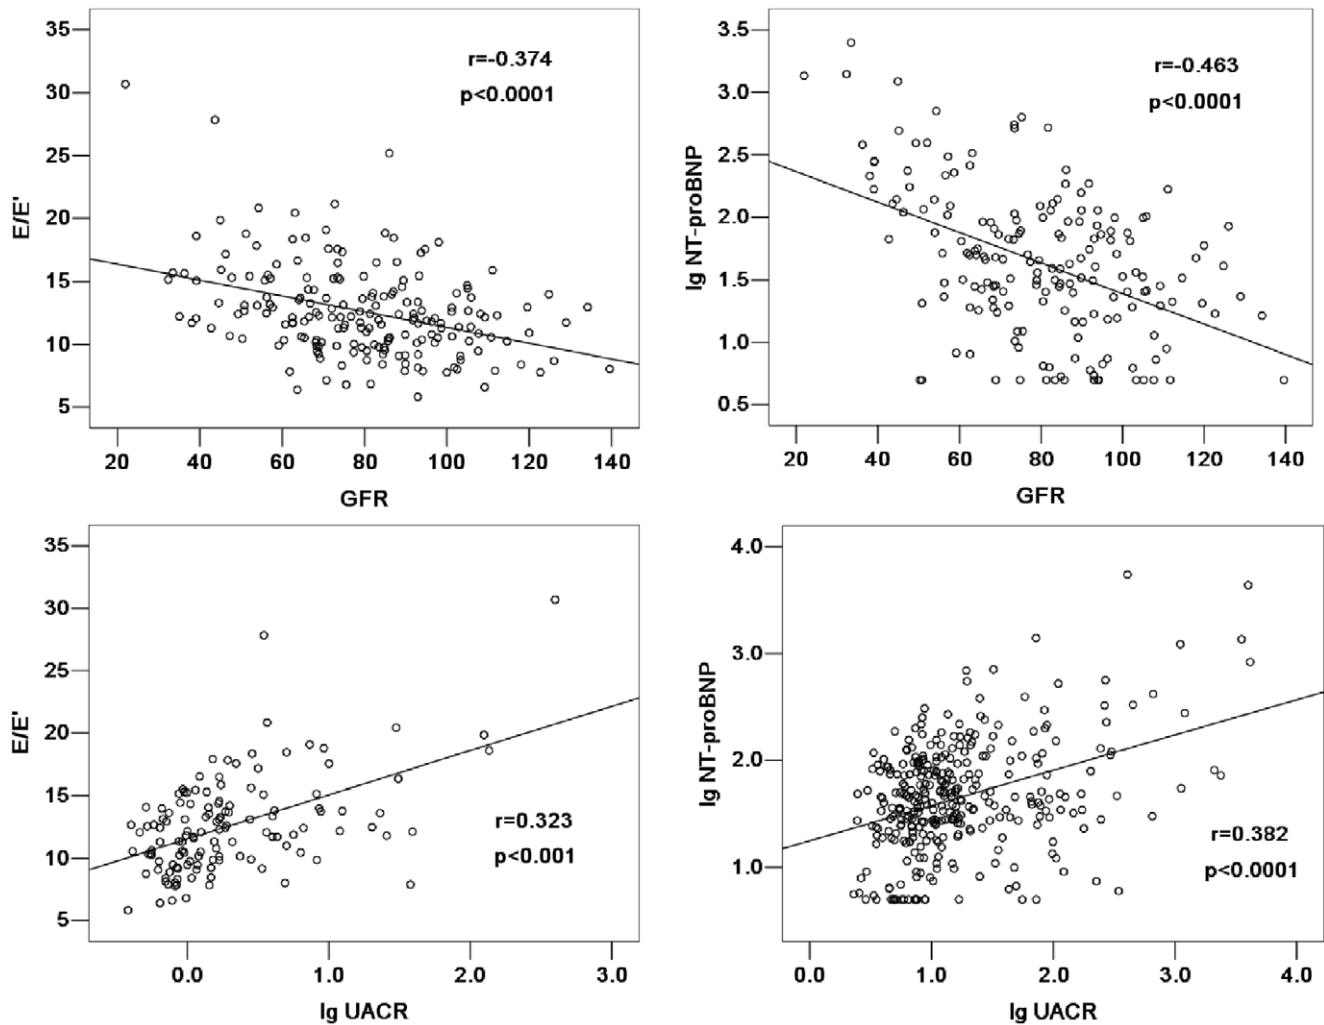 35
30
25
20
15
10
5
E/E'
r=-0.374
p<0.0001
20 40 60 80 100 120 140
GFR
3.5
3.0
2.5
2.0
1.5
1.0
0.5
lg NT-proBNP
r=-0.463
p<0.0001
20 40 60 80 100 120 140
GFR
35
30
25
20
15
10
5
E/E'
r=0.323
p<0.001
0.0 1.0 2.0 3.0
lg UACR
4.0
3.0
2.0
1.0
lg NT-proBNP
r=0.382
p<0.0001
0.0 1.0 2.0 3.0 4.0
lg UACR